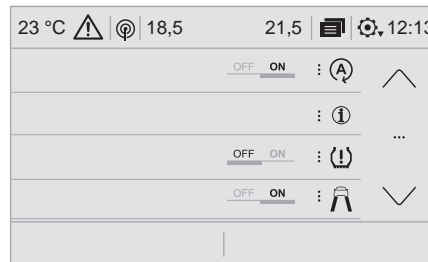 23 °C 18,5 21,5 12:13
OFF ON A
i
OFF ON (!)
OFF ON
...